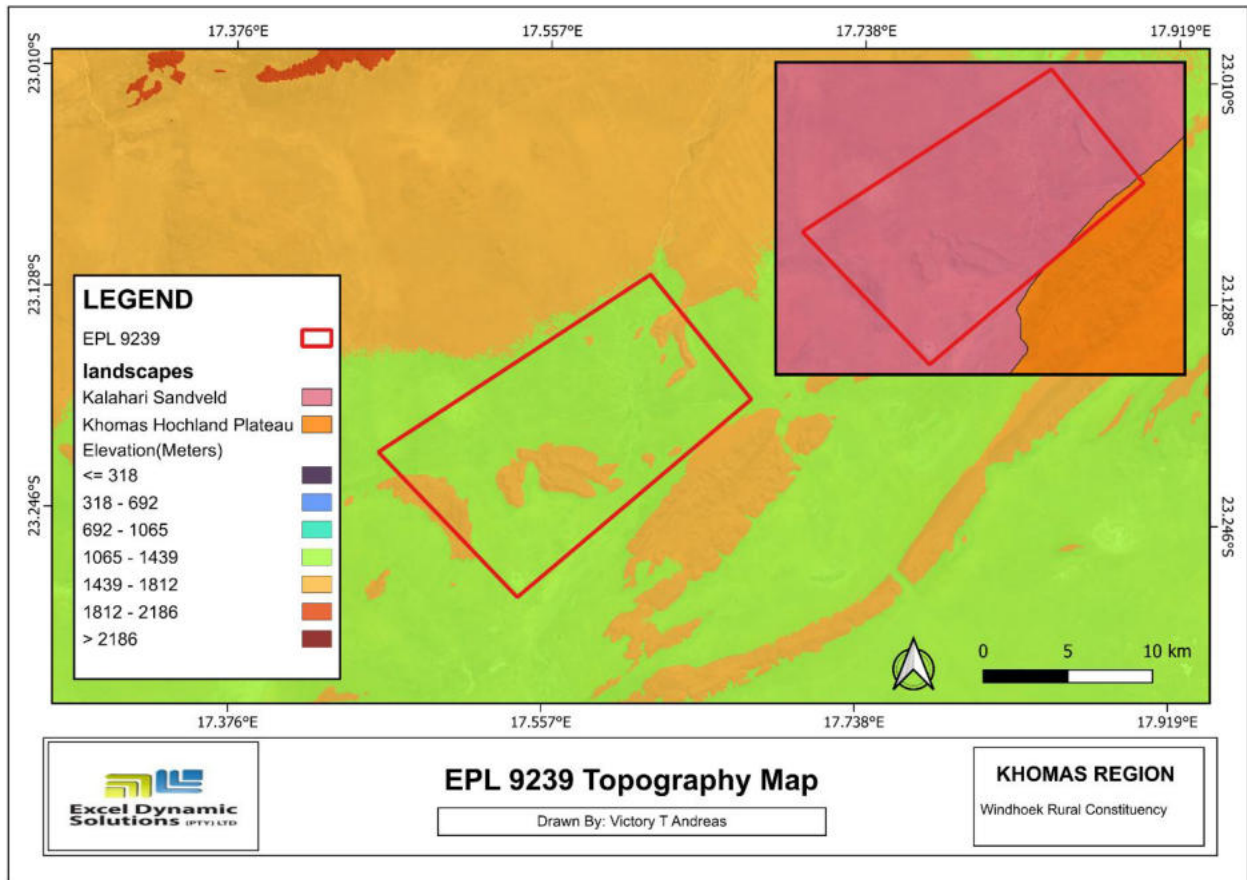 17.376°E 17.557°E 17.738°E 17.919°E
23.010°S
23.010°S
23.128°S
23.128°S
23.246°S
23.246°S
LEGEND
EPL 9239
landscapes
Kalahari Sandveld
Khomas Hochland Plateau
Elevation(Meters)
<= 318
318 - 692
692 - 1065
1065 - 1439
1439 - 1812
1812 - 2186
> 2186
0 5 10 km
17.376°E 17.557°E 17.738°E 17.919°E
Excel Dynamic
Solutions (PTY) LTD
EPL 9239 Topography Map
Drawn By: Victory T Andreas
KHOMAS REGION
Windhoek Rural Constituency